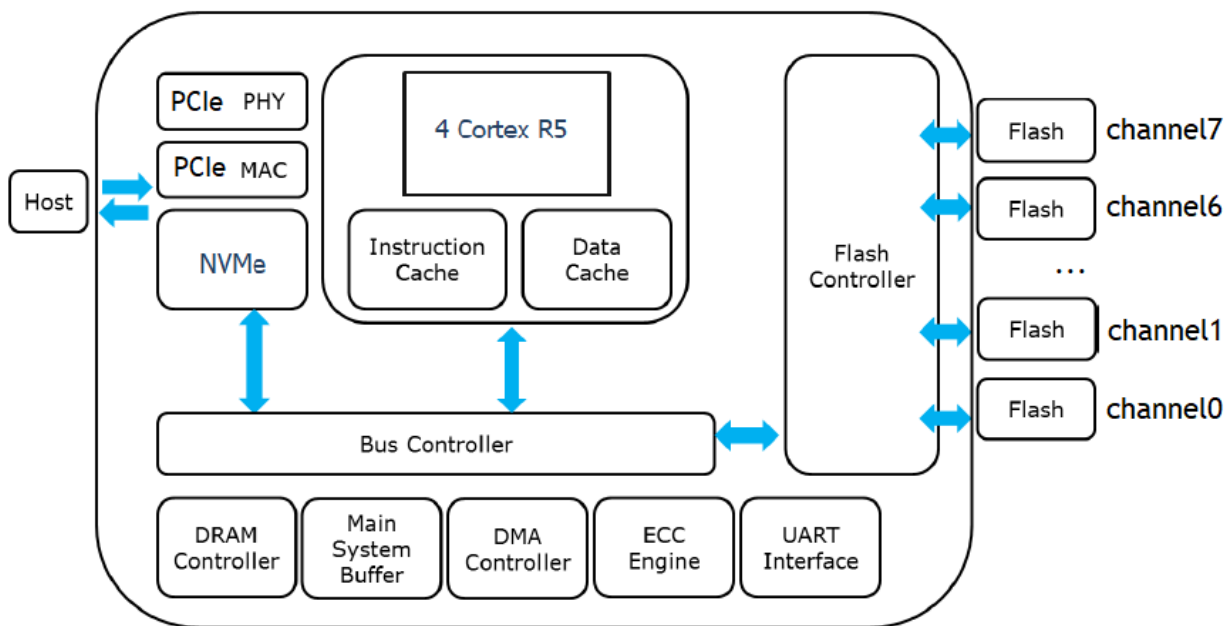 PCIe PHY
PCIe MAC
NVMe
Host
4 Cortex R5
Instruction
Cache
Data
Cache
Flash
Controller
Flash
channel7
Flash
channel6
...
Flash
channel1
Flash
channel0
Bus Controller
DRAM
Controller
Main
System
Buffer
DMA
Controller
ECC
Engine
UART
Interface